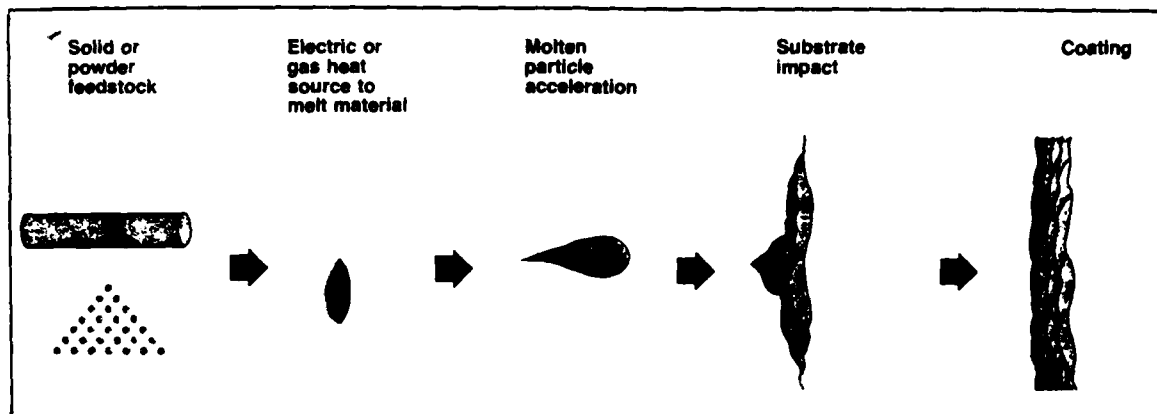 Solid or
powder
feedstock
Electric or
gas heat
source to
melt material
Molten
particle
acceleration
Substrate
impact
Coating